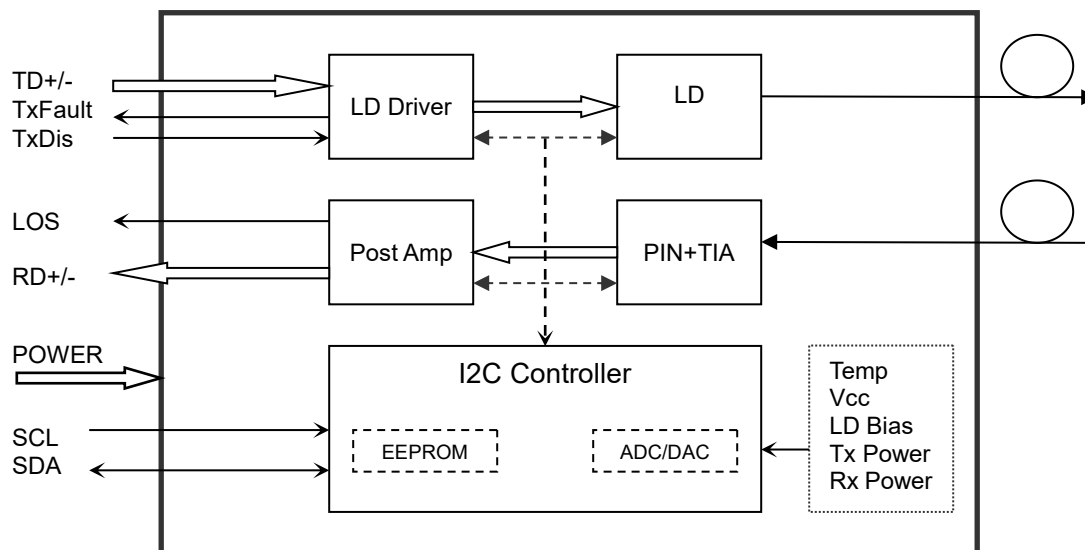 TD+/-
TxFault
TxDis
LD Driver
LD
LOS
RD+/-
Post Amp
PIN+TIA
POWER
SCL
SDA
I2C Controller
EEPROM
ADC/DAC
Temp
Vcc
LD Bias
Tx Power
Rx Power